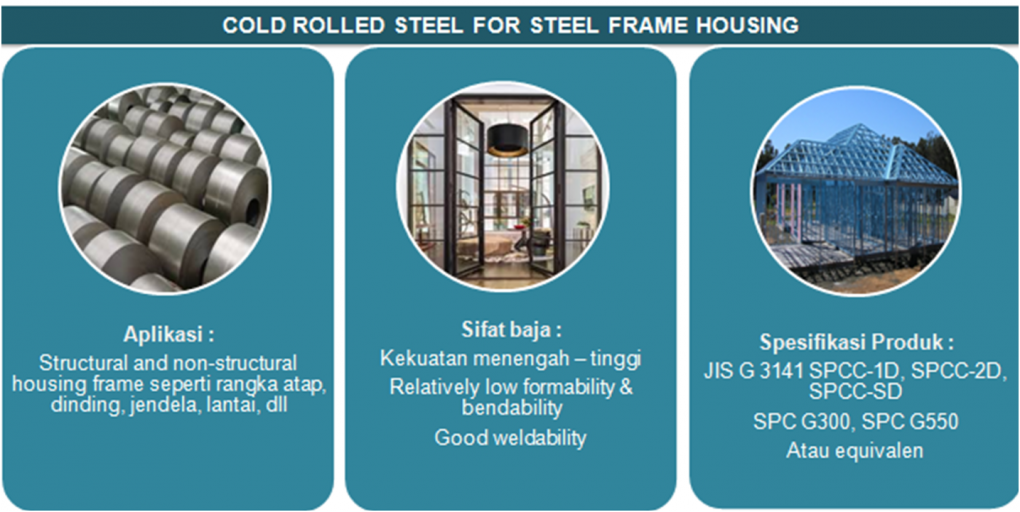 COLD ROLLED STEEL FOR STEEL FRAME HOUSING
Aplikasi :
Structural and non-structural
housing frame seperti rangka atap,
dinding, jendela, lantai, dll
Sifat baja :
Kekuatan menengah – tinggi
Relatively low formability &
bendability
Good weldability
Spesifikasi Produk :
JIS G 3141 SPCC-1D, SPCC-2D,
SPCC-SD
SPC G300, SPC G550
Atau equivalen